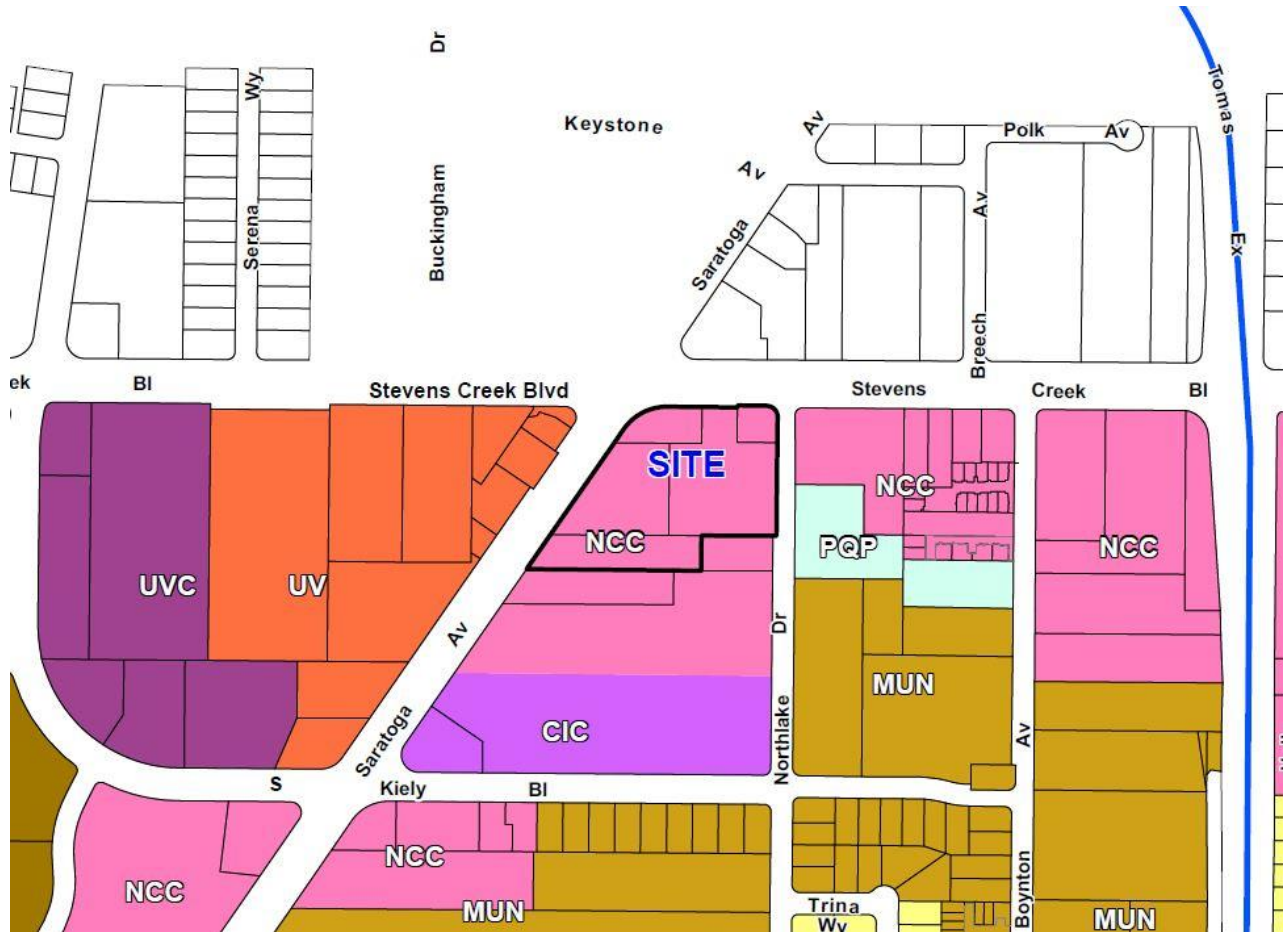 Dr
Tomas
Wy
Keystone
Av
Polk
Av
Av
Buckingham
Serena
Av
Saratoga
Ex
Breech
ek
Bl
Stevens Creek Blvd
Stevens
Creek
Bl
SITE
NCC
NCC
PQP
NCC
UVC
UV
Av
Dr
MUN
CIC
Saratoga
Northlake
Av
S
Kiely
Bl
NCC
NCC
MUN
Trina
Wy
Boynton
MUN